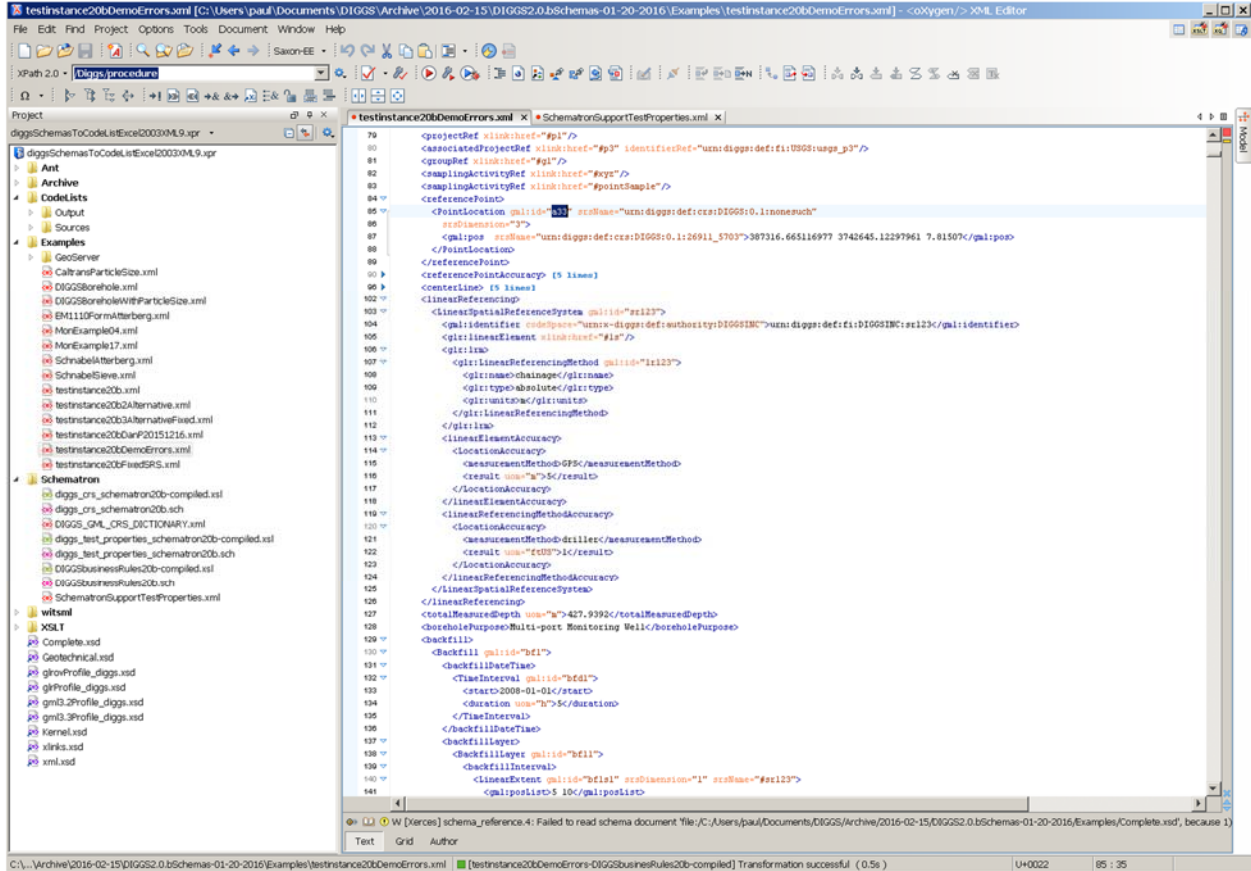 testinstance20bDemoErrors.xml [C:\Users\paul\Documents\DIGGS\Archive\2016-02-15\DIGGS2.0.bSchemas-01-20-2016\Examples\testinstance20bDemoErrors.xml] - <oXygen/> XML Editor
File Edit Find Project Options Tools Document Window Help
Saxon-EE
XPath 2.0 /Diggs/procedure
Project
testinstance20bDemoErrors.xml × SchematronSupportTestProperties.xml ×
diggsSchemasToCodeListExcel2003XML9.xpr
Model
diggsSchemasToCodeListExcel2003XML9.xpr
Ant
Archive
CodeLists
Output
Sources
Examples
GeoServer
CaltransParticleSize.xml
DIGGSBorehole.xml
DIGGSBoreholeWithParticleSize.xml
EM1110FormAtterberg.xml
MonExample04.xml
MonExample17.xml
SchnabelAtterberg.xml
SchnabelSieve.xml
testinstance20b.xml
testinstance20b2Alternative.xml
testinstance20b3AlternativeFixed.xml
testinstance20bDanP20151216.xml
testinstance20bDemoErrors.xml
testinstance20bFixedSRS.xml
Schematron
diggs_crs_schematron20b-compiled.xsl
diggs_crs_schematron20b.sch
DIGGS_GML_CRS_DICTIONARY.xml
diggs_test_properties_schematron20b-compiled.xsl
diggs_test_properties_schematron20b.sch
DIGGSbusinessRules20b-compiled.xsl
DIGGSbusinessRules20b.sch
SchematronSupportTestProperties.xml
witsml
XSLT
Complete.xsd
Geotechnical.xsd
glrovProfile_diggs.xsd
glrProfile_diggs.xsd
gml3.2Profile_diggs.xsd
gml3.3Profile_diggs.xsd
Kernel.xsd
xlinks.xsd
xml.xsd
79 <projectRef xlink:href="#p1"/>
80 <associatedProjectRef xlink:href="#p3" identifierRef="urn:diggs:def:fi:USGS:usgs_p3"/>
81 <groupRef xlink:href="#g1"/>
82 <samplingActivityRef xlink:href="#xyz"/>
83 <samplingActivityRef xlink:href="#pointSample"/>
84 <referencePoint>
85 <PointLocation gml:id="a33" srsName="urn:diggs:def:crs:DIGGS:0.1:nonesuch"
86 srsDimension="3">
87 <gml:pos srsName="urn:diggs:def:crs:DIGGS:0.1:26911_5703">387316.665116977 3742645.12297961 7.81507</gml:pos>
88 </PointLocation>
89 </referencePoint>
90 <referencePointAccuracy> [5 lines]
96 <centerLine> [5 lines]
102 <linearReferencing>
103 <LinearSpatialReferenceSystem gml:id="sr123">
104 <gml:identifier codeSpace="urn:x-diggs:def:authority:DIGGSINC">urn:diggs:def:fi:DIGGSINC:sr123</gml:identifier>
105 <glr:linearElement xlink:href="#ls"/>
106 <glr:lrm>
107 <glr:LinearReferencingMethod gml:id="lr123">
108 <glr:name>chainage</glr:name>
109 <glr:type>absolute</glr:type>
110 <glr:units>m</glr:units>
111 </glr:LinearReferencingMethod>
112 </glr:lrm>
113 <linearElementAccuracy>
114 <LocationAccuracy>
115 <measurementMethod>GPS</measurementMethod>
116 <result uom="m">5</result>
117 </LocationAccuracy>
118 </linearElementAccuracy>
119 <linearReferencingMethodAccuracy>
120 <LocationAccuracy>
121 <measurementMethod>driller</measurementMethod>
122 <result uom="ftUS">1</result>
123 </LocationAccuracy>
124 </linearReferencingMethodAccuracy>
125 </LinearSpatialReferenceSystem>
126 </linearReferencing>
127 <totalMeasuredDepth uom="m">427.9392</totalMeasuredDepth>
128 <boreholePurpose>Multi-port Monitoring Well</boreholePurpose>
129 <backfill>
130 <Backfill gml:id="bf1">
131 <backfillDateTime>
132 <TimeInterval gml:id="bfd1">
133 <start>2008-01-01</start>
134 <duration uom="h">5</duration>
135 </TimeInterval>
136 </backfillDateTime>
137 <backfillLayer>
138 <BackfillLayer gml:id="bfl1">
139 <backfillInterval>
140 <LinearExtent gml:id="bfls1" srsDimension="1" srsName="#sr123">
141 <gml:posList>5 10</gml:posList>
W [Xerces] schema_reference.4: Failed to read schema document 'file:/C:/Users/paul/Documents/DIGGS/Archive/2016-02-15/DIGGS2.0.bSchemas-01-20-2016/Examples/Complete.xsd', because 1)
Text Grid Author
C:\...\Archive\2016-02-15\DIGGS2.0.bSchemas-01-20-2016\Examples\testinstance20bDemoErrors.xml [testinstance20bDemoErrors-DIGGSbusinesRules20b-compiled] Transformation successful (0.5s) U+0022 85 : 35